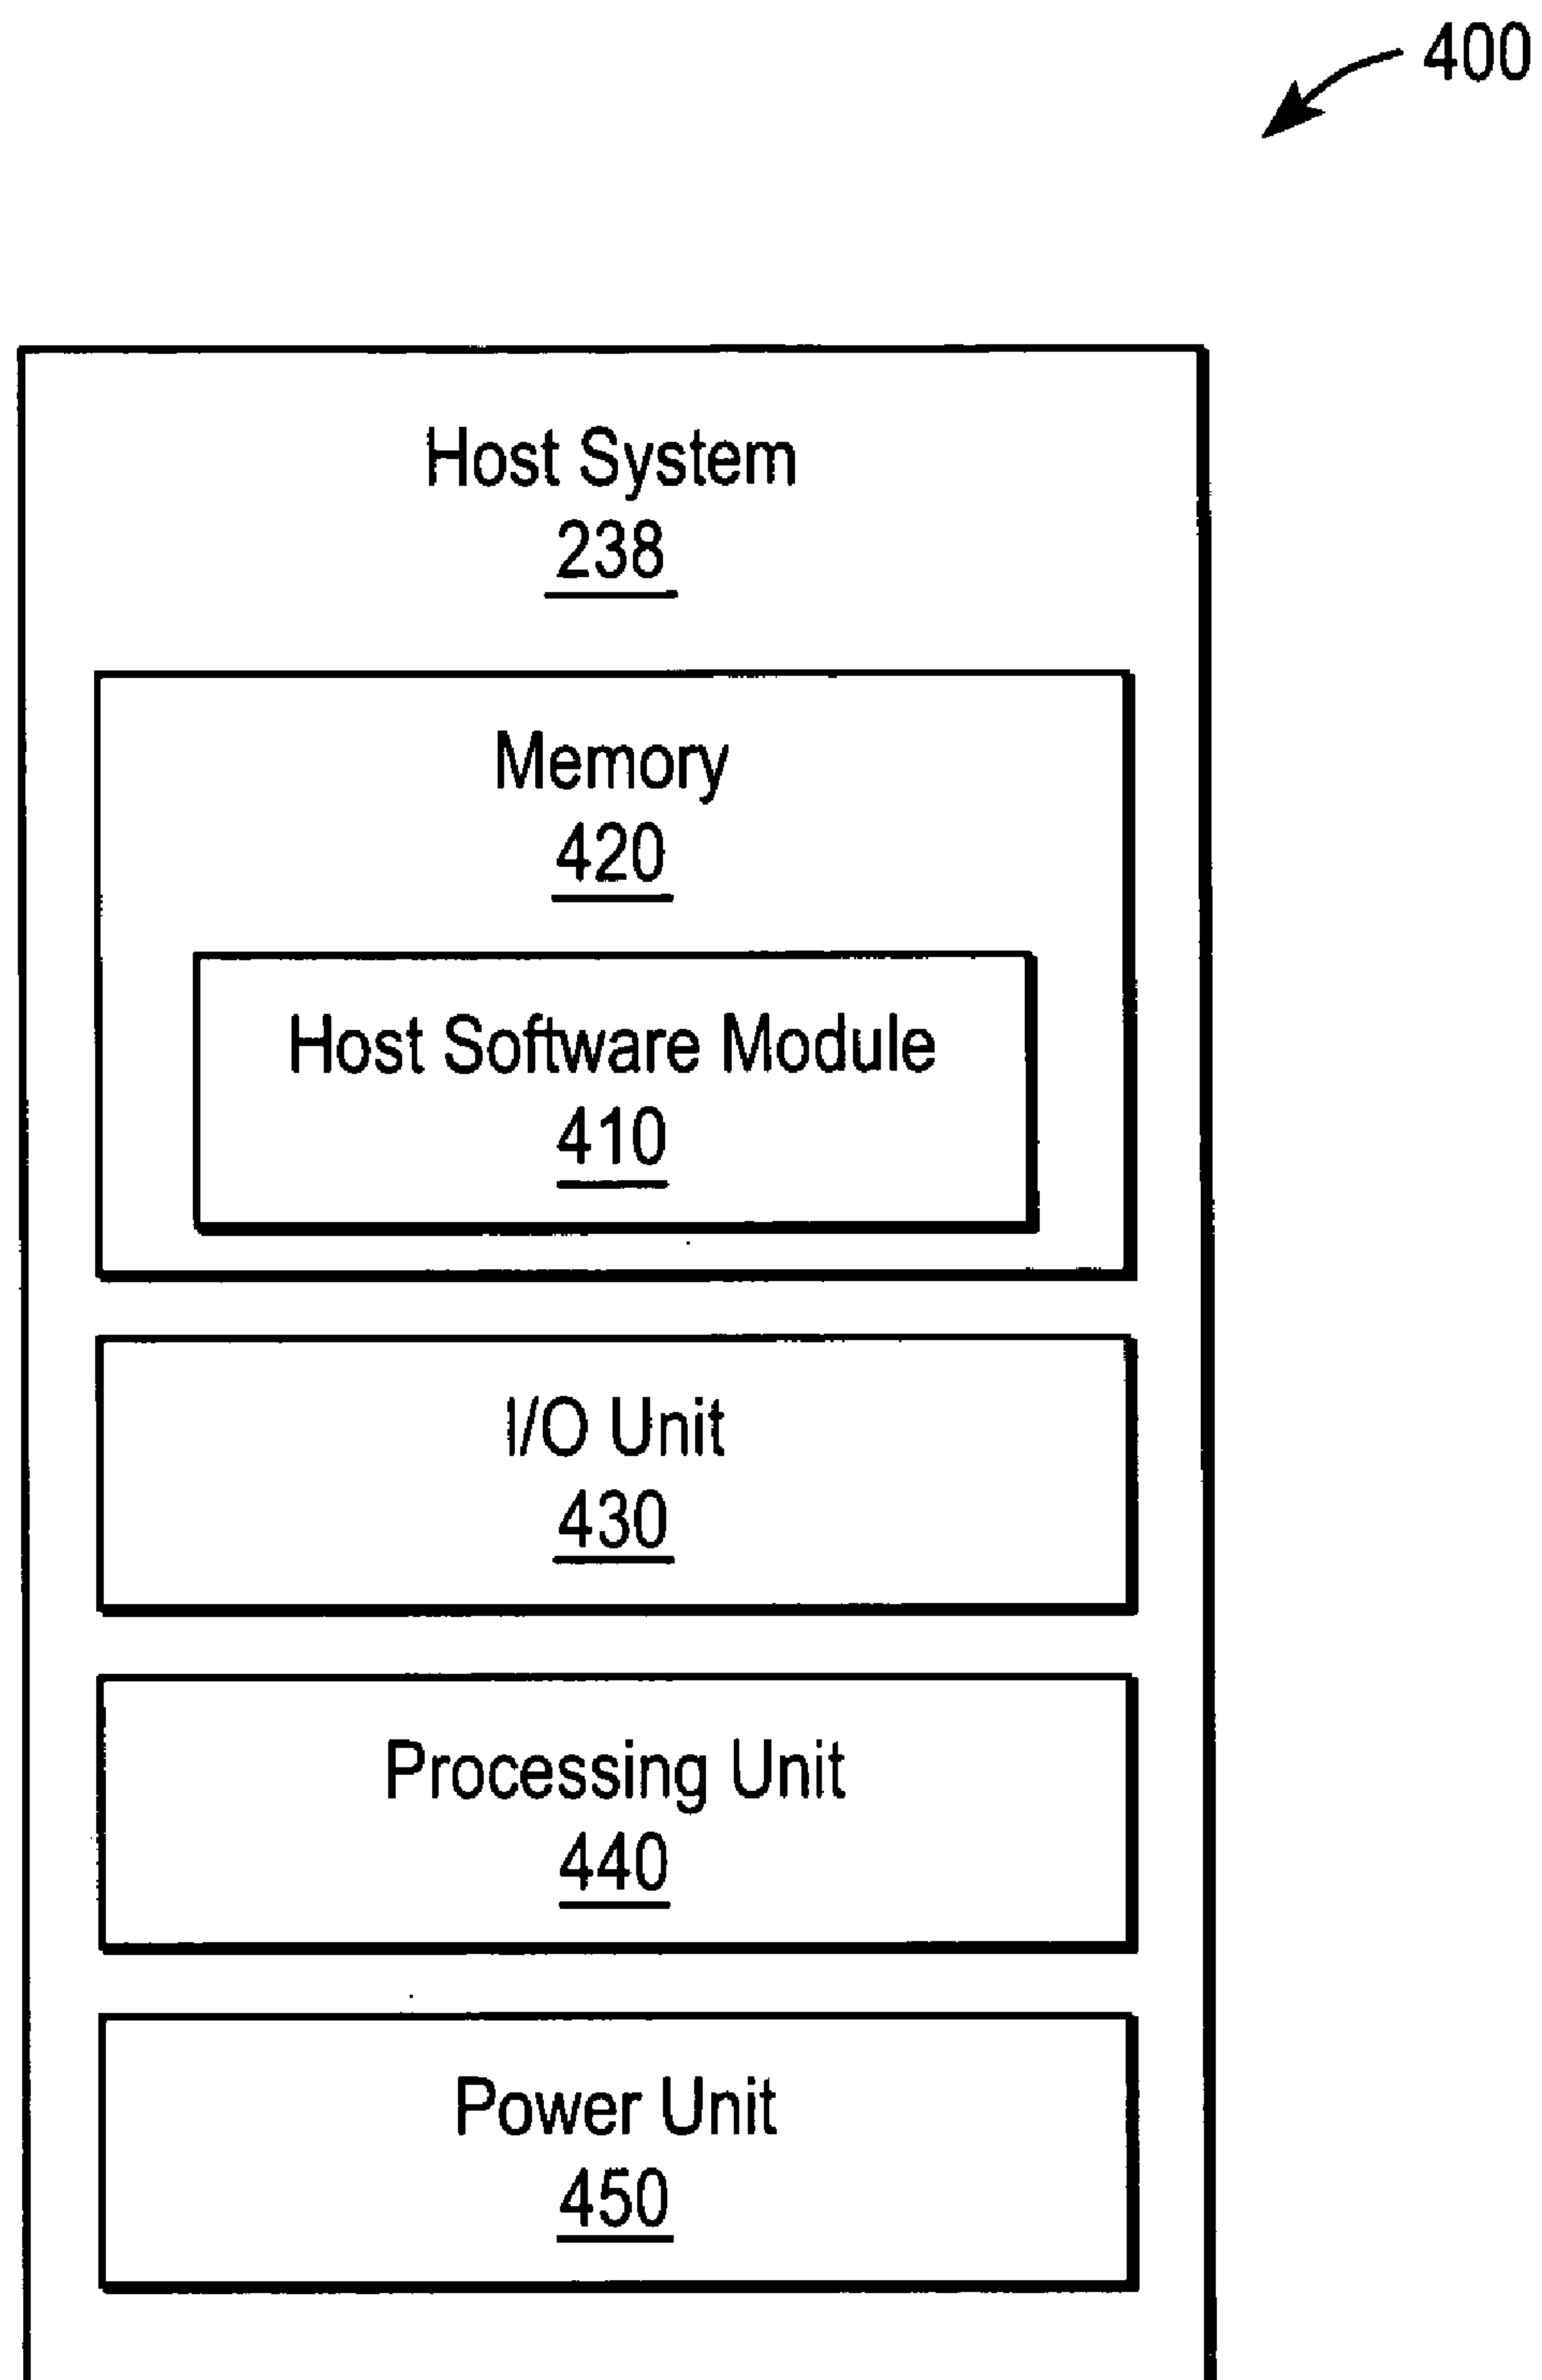 400
Host System
238
Memory
420
Host Software Module
410
I/O Unit
430
Processing Unit
440
Power Unit
450